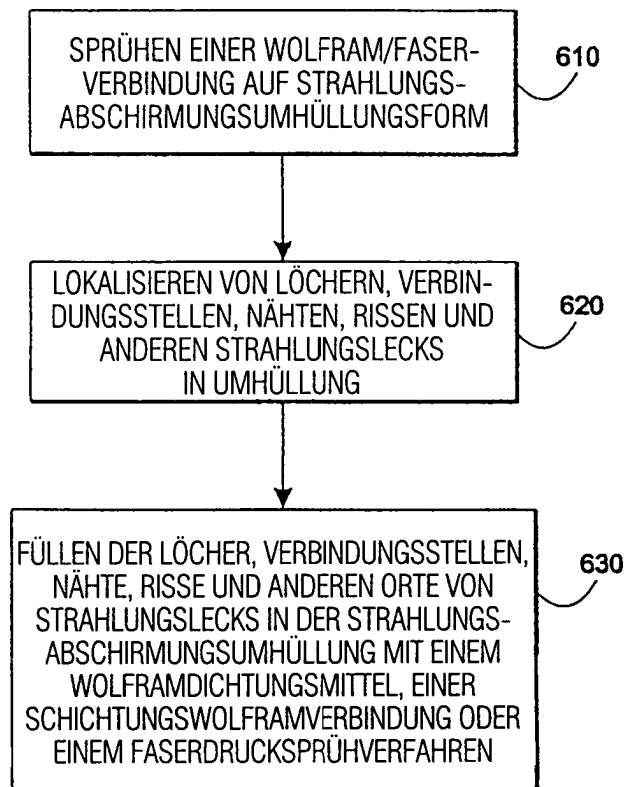 SPRÜHEN EINER WOLFRAM/FASER-
VERBINDUNG AUF STRAHLUNGS-
ABSCHIRMUNGSUMHÜLLUNGSFORM
610
LOKALISIEREN VON LÖCHERN, VERBIN-
DUNGSSTELLEN, NÄHTEN, RISSEN UND
ANDEREN STRAHLUNGSLECKS
IN UMHÜLLUNG
620
FÜLLEN DER LÖCHER, VERBINDUNGSSTELLEN,
NÄHTE, RISSE UND ANDEREN ORTE VON
STRAHLUNGSLECKS IN DER STRAHLUNGS-
ABSCHIRMUNGSUMHÜLLUNG MIT EINEM
WOLFRAMDICHTUNGSMITTEL, EINER
SCHICHTUNGSWOLFRAMVERBINDUNG ODER
EINEM FASERDRUCKSPRÜHVERFAHREN
630